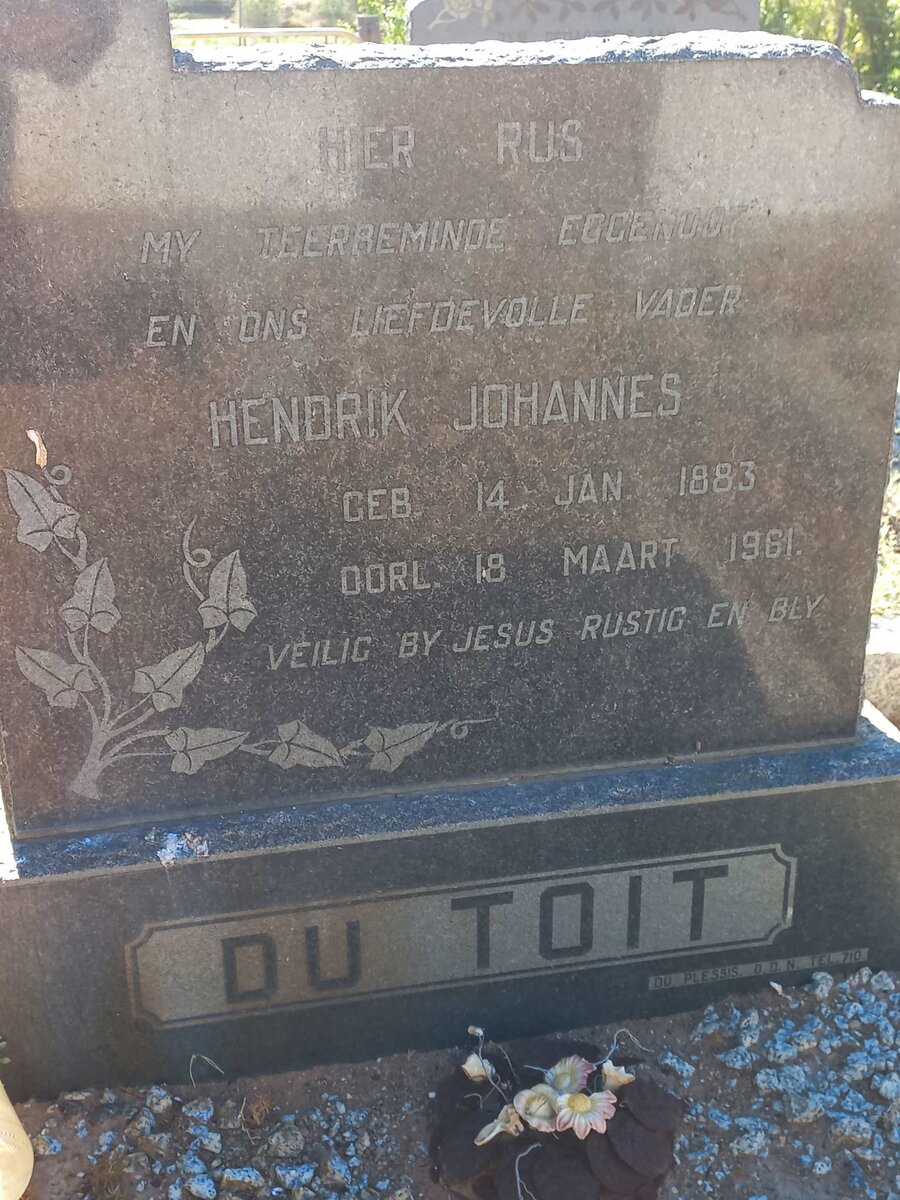 HIER RUS
MY TEERBEMINDE EGGENOOT
EN ONS LIEFDEVOLLE VADER
HENDRIK JOHANNES
GEB. 14 JAN. 1883
OORL. 18 MAART 1961.
VEILIG BY JESUS RUSTIG EN BLY
DU TOIT
DU PLESSIS. O.D.N. TEL.710.